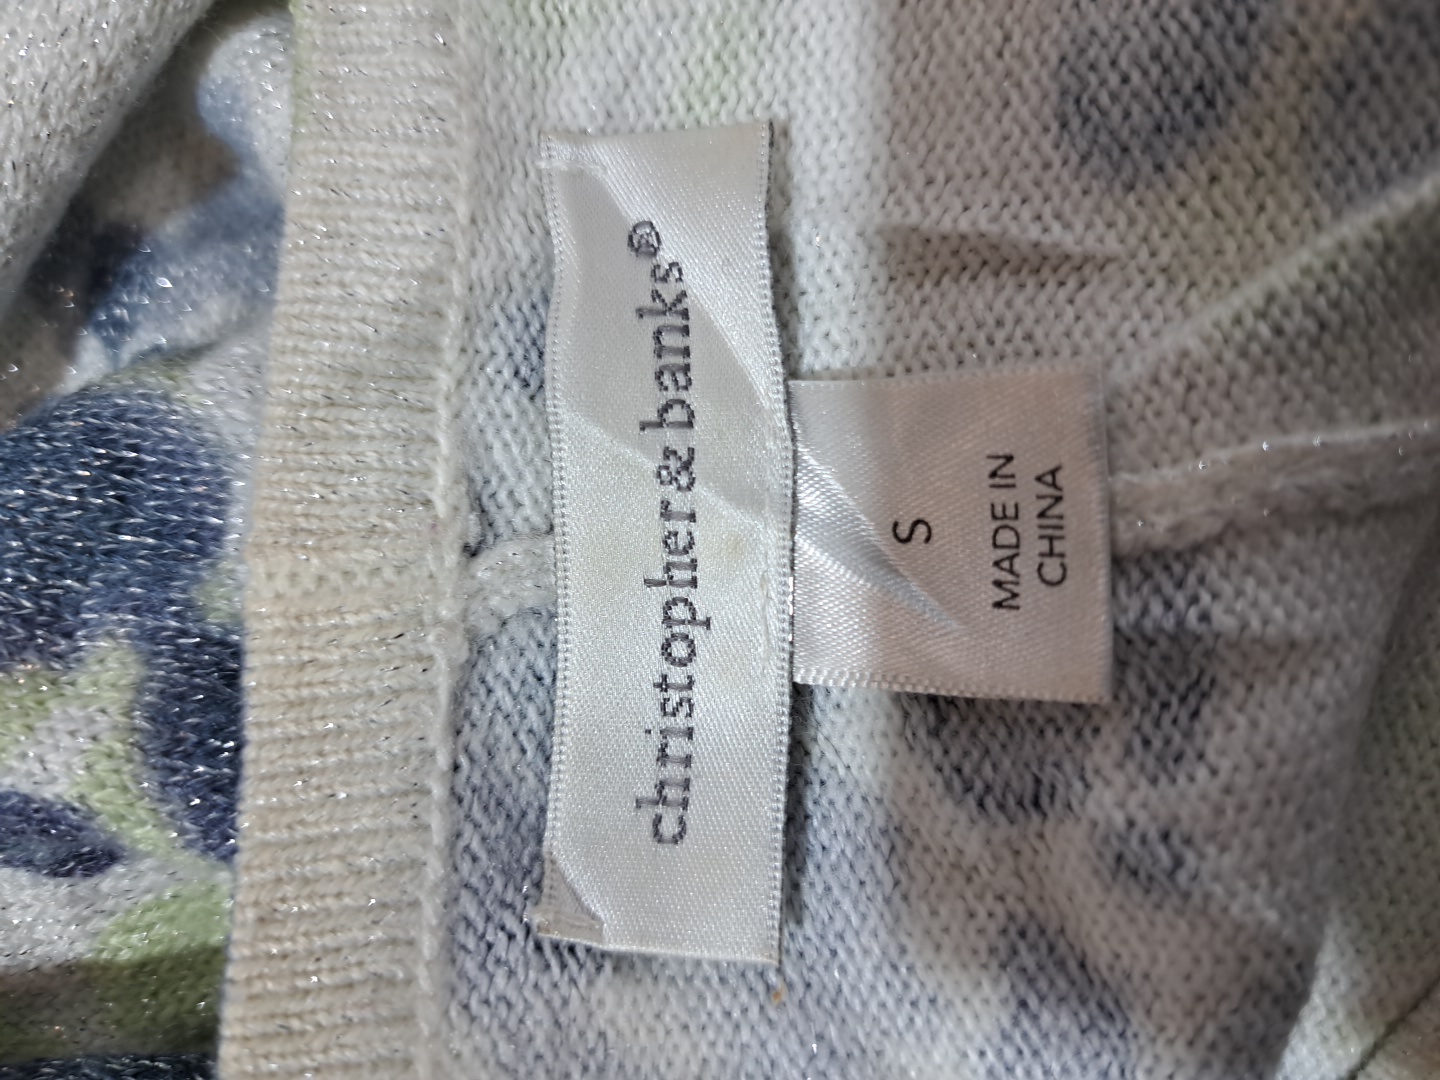 christopher & banks®
S
MADE IN
CHINA